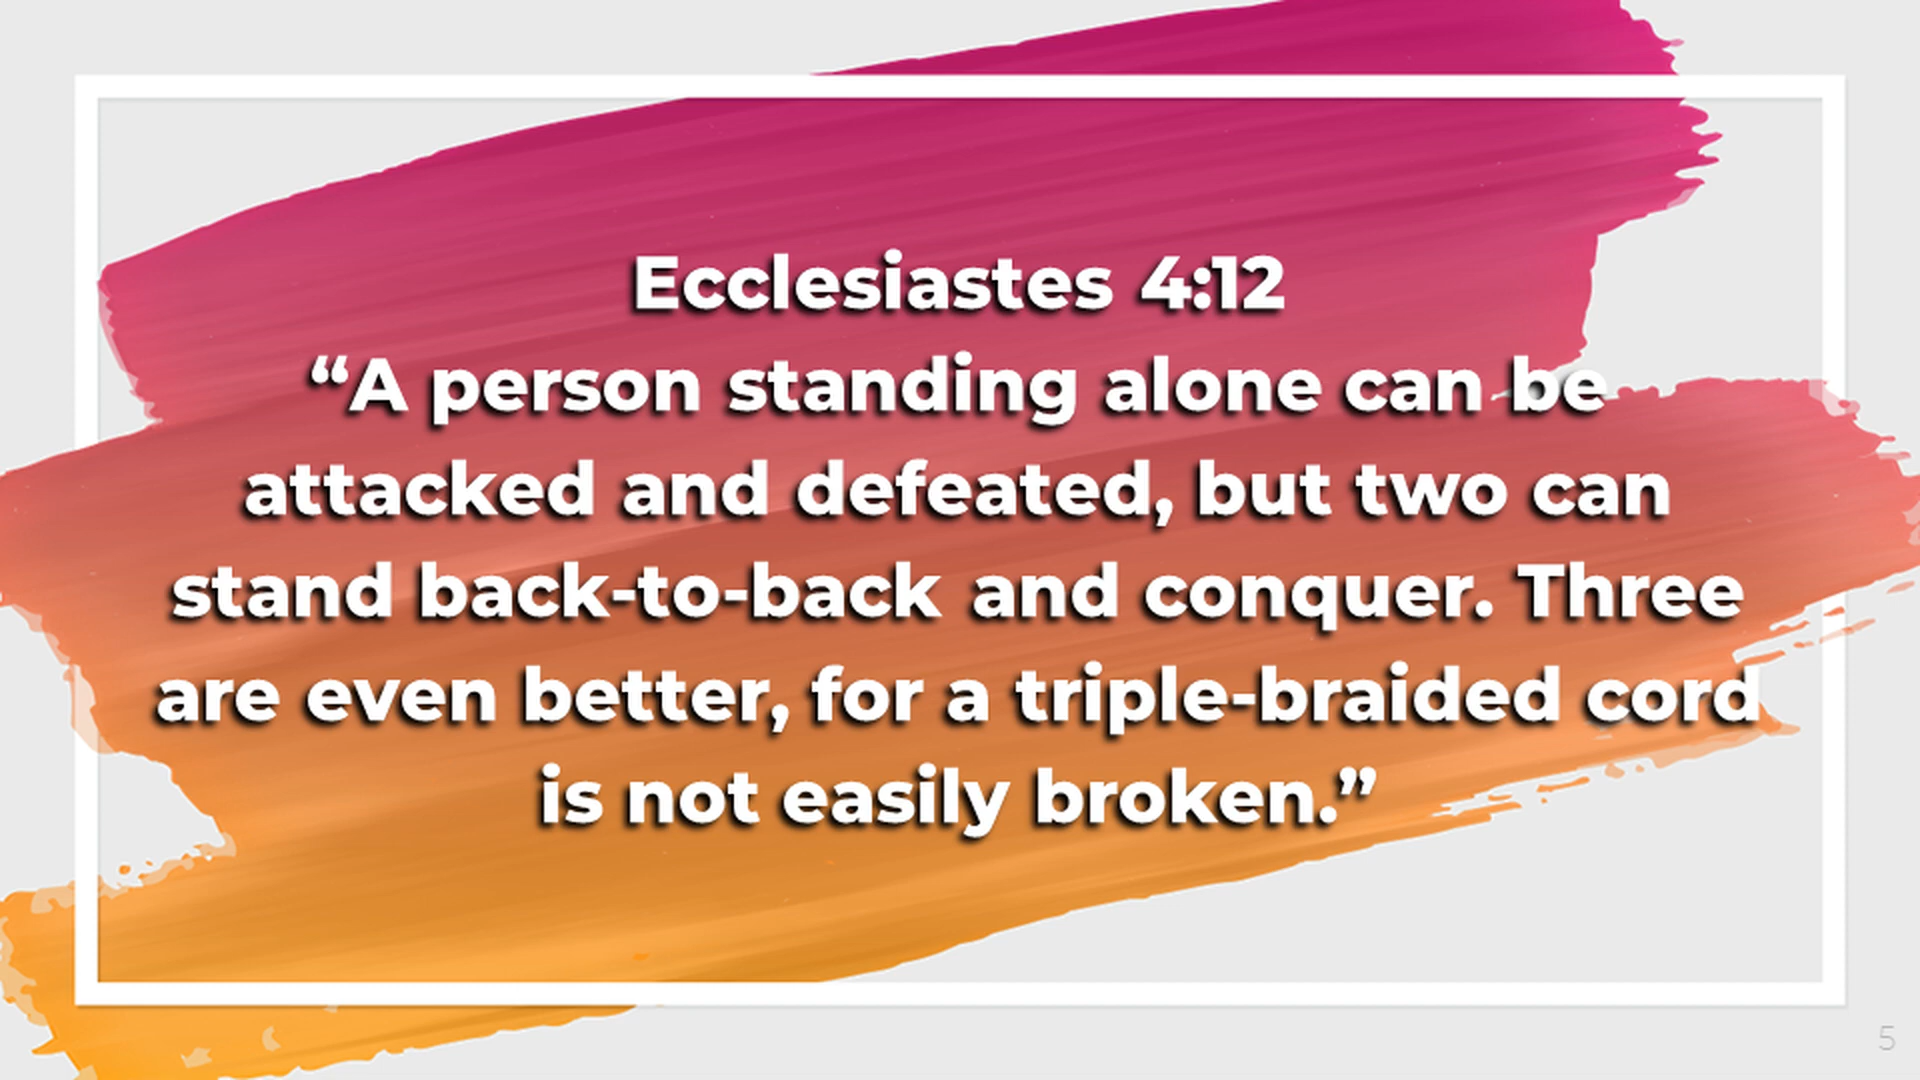 Ecclesiastes 4:12
“A person standing alone can be
attacked and defeated, but two can
stand back-to-back and conquer. Three
are even better, for a triple-braided cord
is not easily broken.”
5